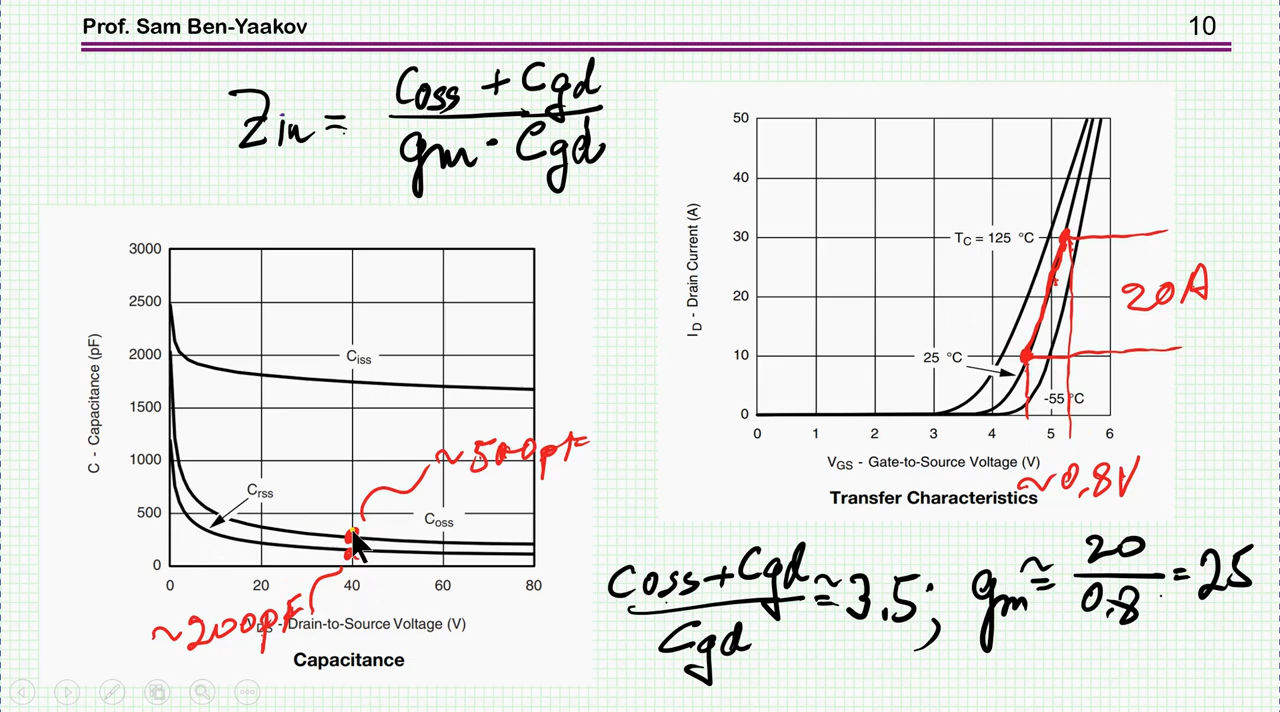 Prof. Sam Ben-Yaakov
10
Zin = (Coss + Cgd) / (gm · Cgd)
3000
2500
2000
1500
1000
500
0
C - Capacitance (pF)
Ciss
Crss
Coss
~500pF
~200pF
0 20 40 60 80
VDS - Drain-to-Source Voltage (V)
Capacitance
50
40
30
20
10
0
ID - Drain Current (A)
TC = 125 °C
25 °C
-55 °C
20A
0 1 2 3 4 5 6
VGS - Gate-to-Source Voltage (V)
~0.8V
Transfer Characteristics
(Coss + Cgd) / Cgd ≅ 3.5; gm ≅ 20 / 0.8 = 25